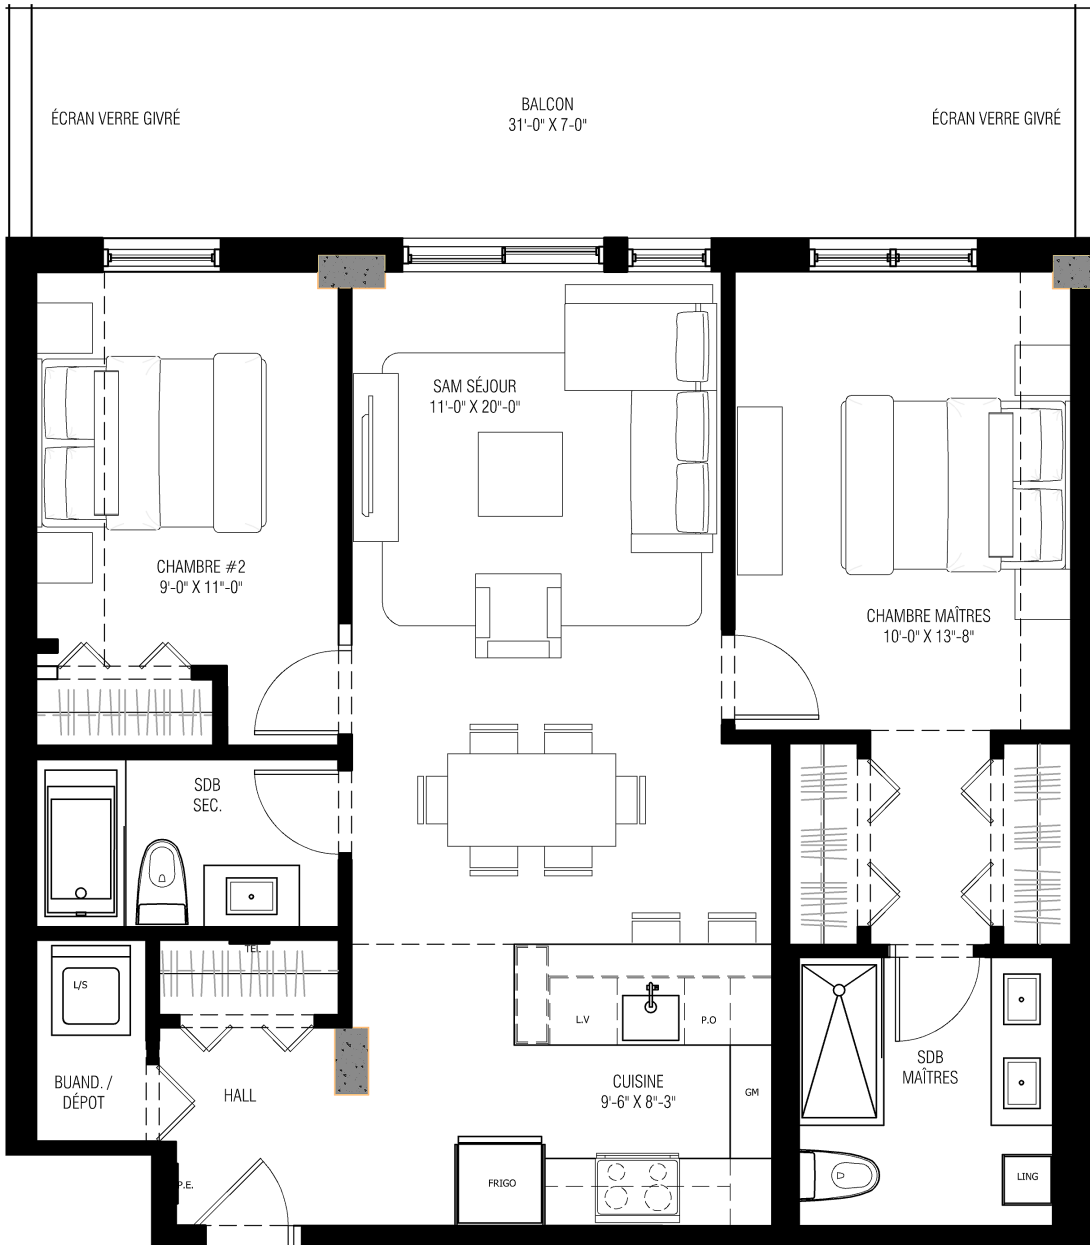 ÉCRAN VERRE GIVRÉ
BALCON
31'-0" X 7-0"
ÉCRAN VERRE GIVRÉ
SAM SÉJOUR
11'-0" X 20"-0"
CHAMBRE #2
9'-0" X 11"-0"
CHAMBRE MAÎTRES
10'-0" X 13"-8"
SDB
SEC.
TEL.
L/S
L.V
P.O
BUAND. /
DÉPOT
HALL
CUISINE
9'-6" X 8"-3"
GM
SDB
MAÎTRES
P.E.
FRIGO
LING